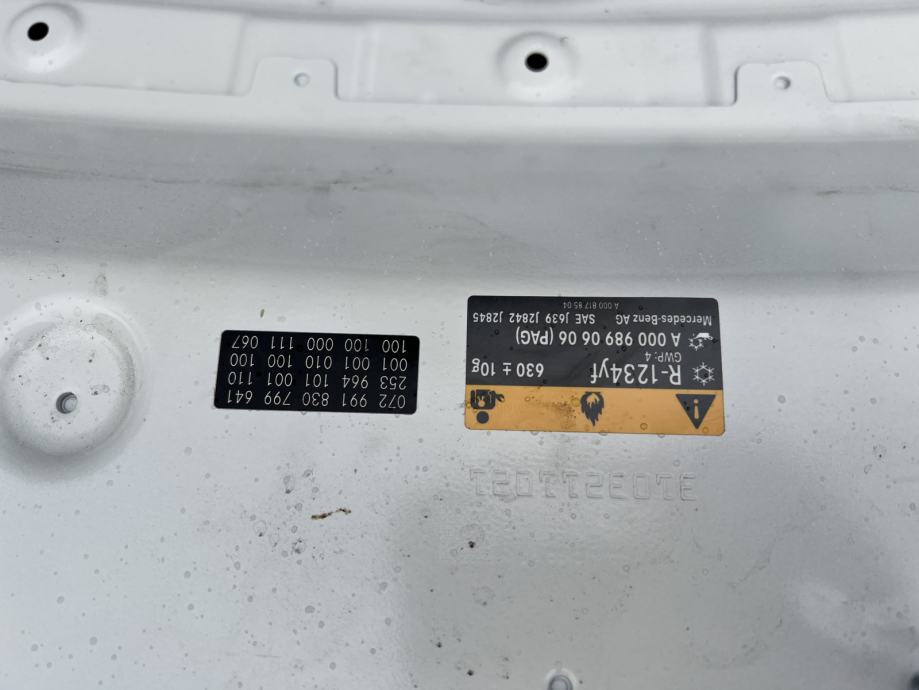 R-1234yf 630 ± 10g
GWP: 4
A 000 989 06 06 (PAG)
Mercedes-Benz AG SAE J639 J2842 J2845
A 000 817 85 04
072 991 830 799 641
253 964 101 001 110
001 001 010 100 100
100 100 000 111 067